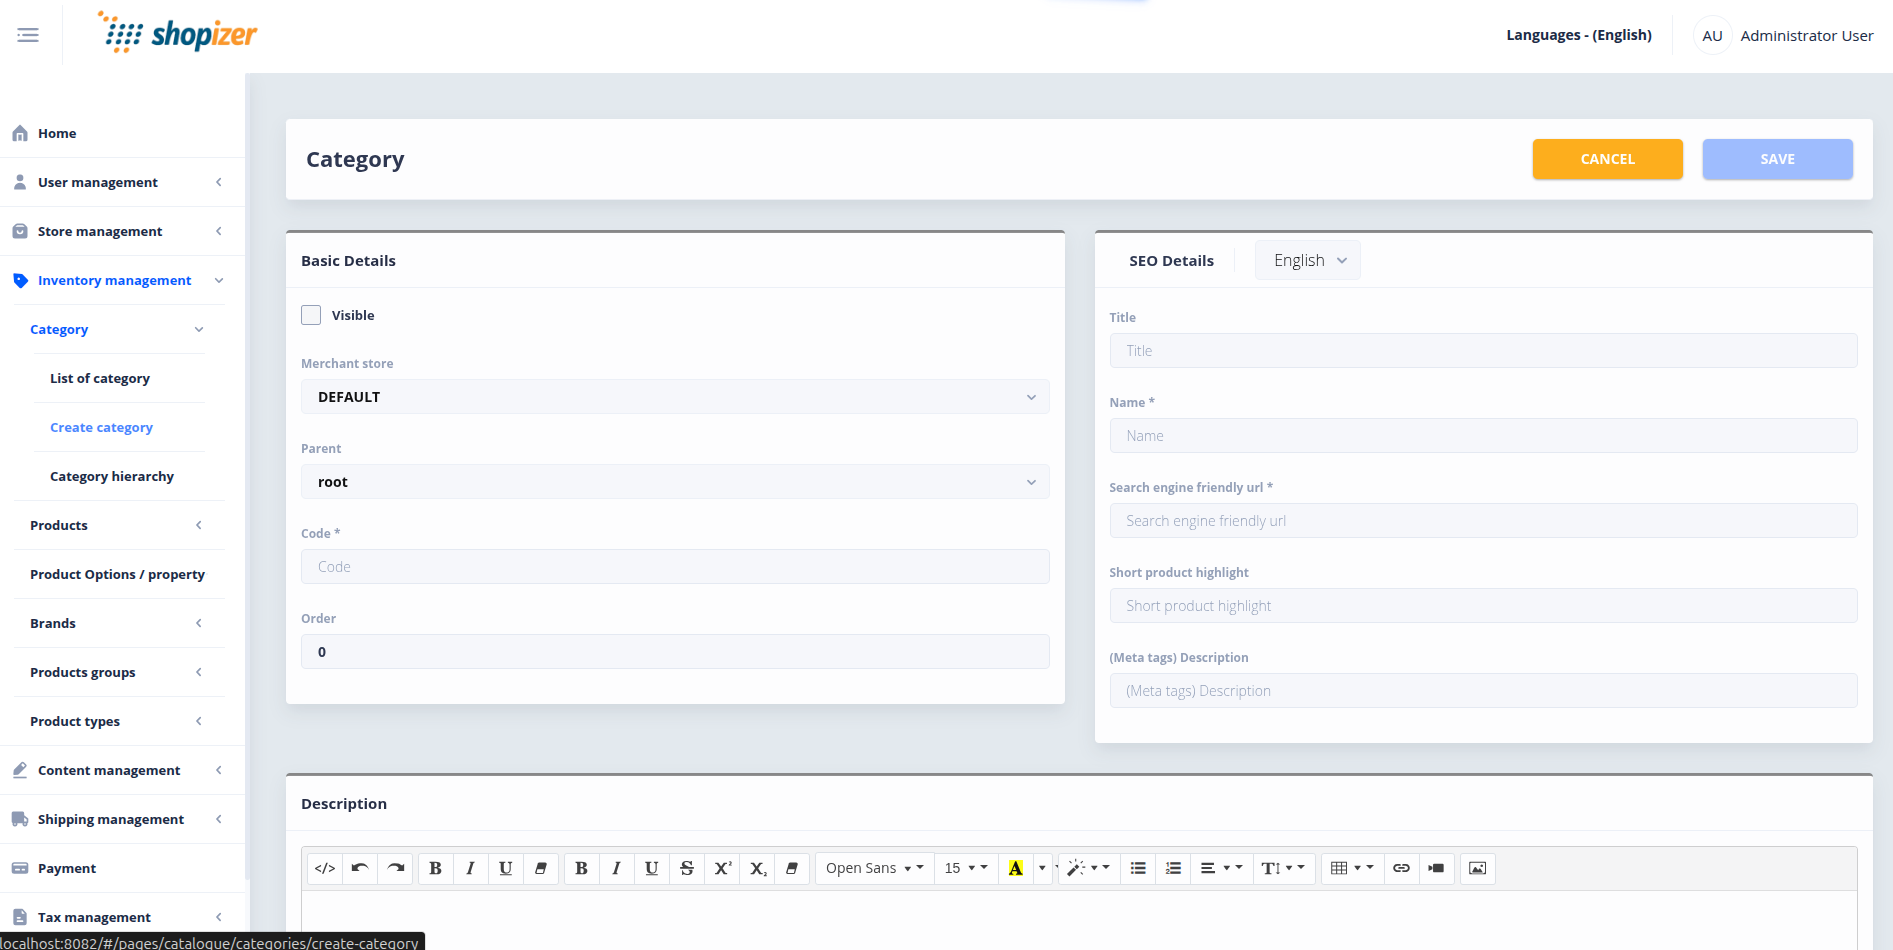 shopizer
Languages - (English)
AU
Administrator User
Home
User management
Store management
Inventory management
Category
List of category
Create category
Category hierarchy
Products
Product Options / property
Brands
Products groups
Product types
Content management
Shipping management
Payment
Tax management
localhost:8082/#/pages/catalogue/categories/create-category
Category
CANCEL
SAVE
Basic Details
Visible
Merchant store
DEFAULT
Parent
root
Code *
Code
Order
0
SEO Details
English
Title
Title
Name *
Name
Search engine friendly url *
Search engine friendly url
Short product highlight
Short product highlight
(Meta tags) Description
(Meta tags) Description
Description
Open Sans
15